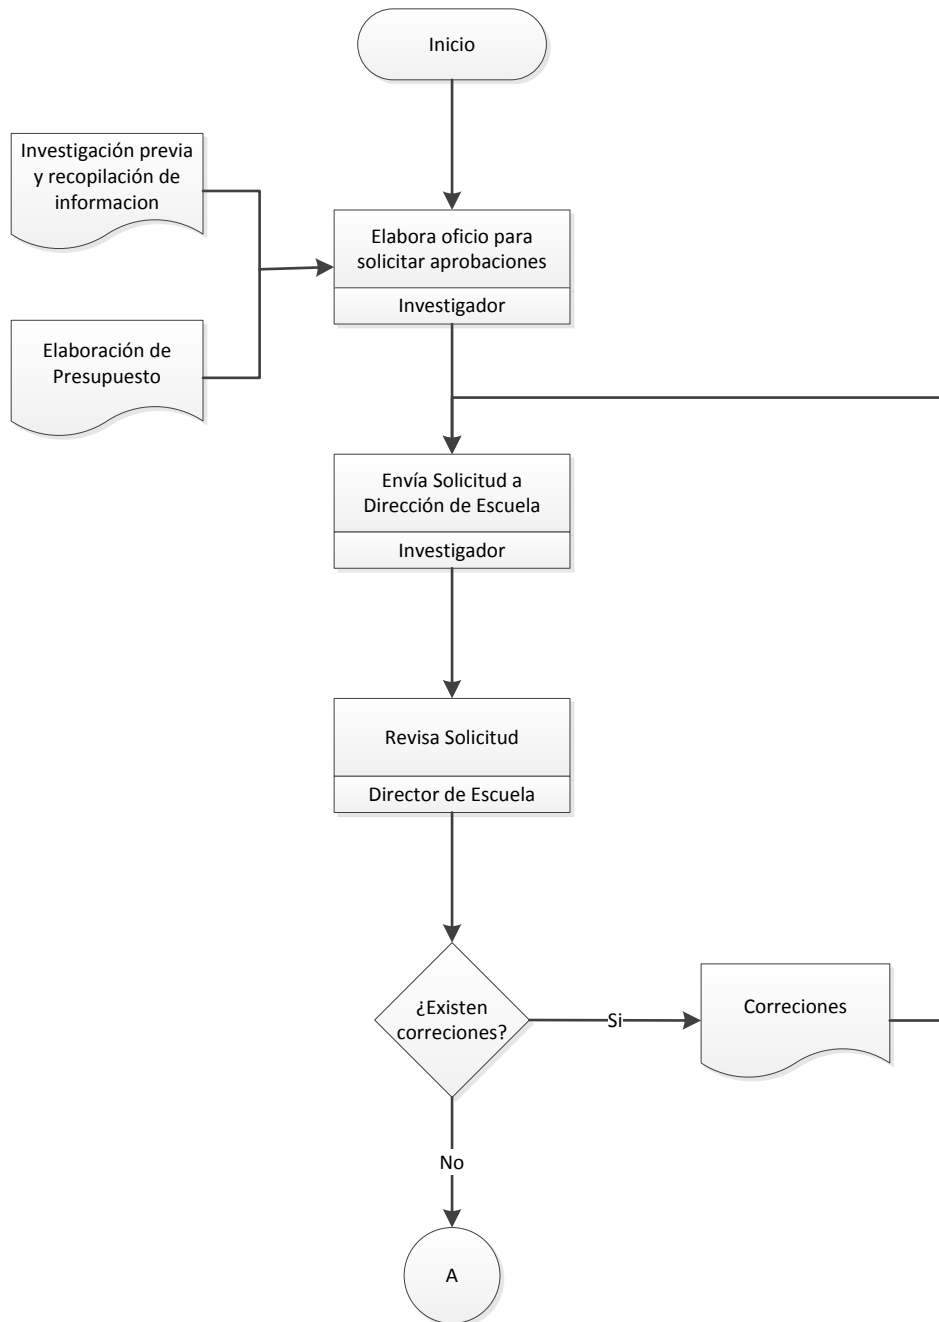 Inicio
Investigación previa
y recopilación de
informacion
Elabora oficio para
solicitar aprobaciones
Investigador
Elaboración de
Presupuesto
Envía Solicitud a
Dirección de Escuela
Investigador
Revisa Solicitud
Director de Escuela
¿Existen
correciones?
Si
Correciones
No
A